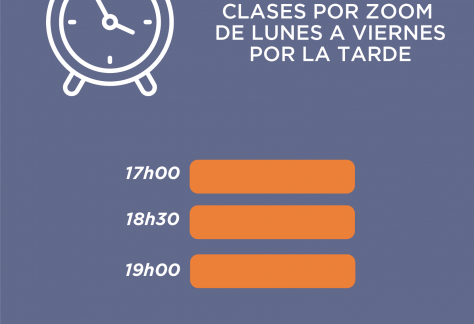 CLASES POR ZOOM
DE LUNES A VIERNES
POR LA TARDE
17h00
18h30
19h00